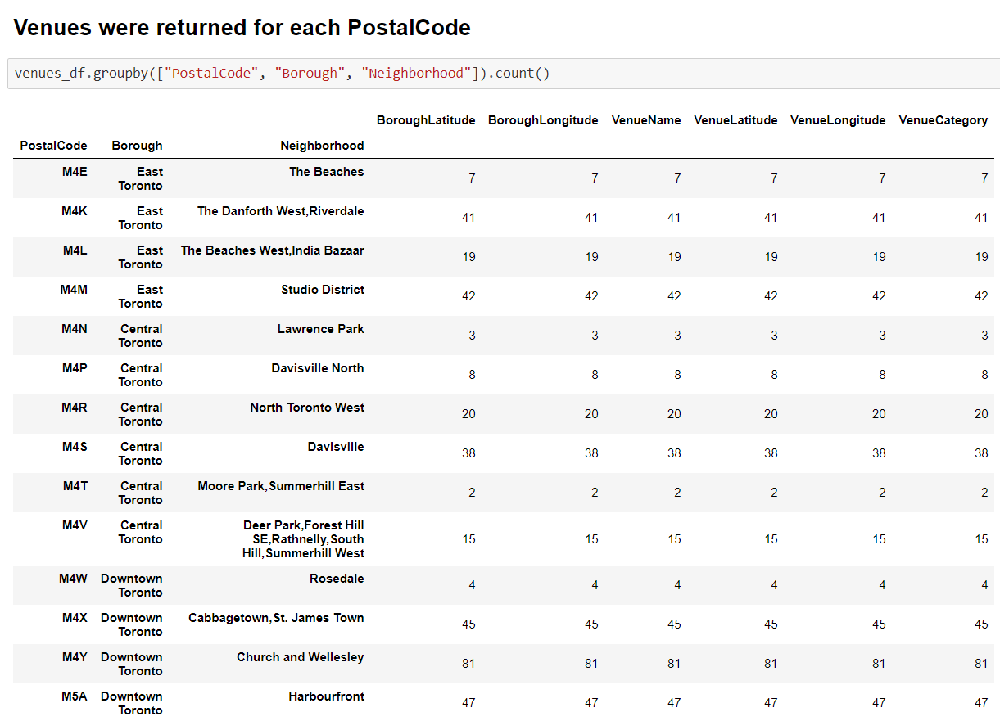 Venues were returned for each PostalCode
venues_df.groupby(["PostalCode", "Borough", "Neighborhood"]).count()
BoroughLatitude BoroughLongitude VenueName VenueLatitude VenueLongitude VenueCategory
PostalCode Borough Neighborhood
M4E East Toronto The Beaches 7 7 7 7 7 7
M4K East Toronto The Danforth West,Riverdale 41 41 41 41 41 41
M4L East Toronto The Beaches West,India Bazaar 19 19 19 19 19 19
M4M East Toronto Studio District 42 42 42 42 42 42
M4N Central Toronto Lawrence Park 3 3 3 3 3 3
M4P Central Toronto Davisville North 8 8 8 8 8 8
M4R Central Toronto North Toronto West 20 20 20 20 20 20
M4S Central Toronto Davisville 38 38 38 38 38 38
M4T Central Toronto Moore Park,Summerhill East 2 2 2 2 2 2
M4V Central Toronto Deer Park,Forest Hill SE,Rathnelly,South Hill,Summerhill West 15 15 15 15 15 15
M4W Downtown Toronto Rosedale 4 4 4 4 4 4
M4X Downtown Toronto Cabbagetown,St. James Town 45 45 45 45 45 45
M4Y Downtown Toronto Church and Wellesley 81 81 81 81 81 81
M5A Downtown Toronto Harbourfront 47 47 47 47 47 47